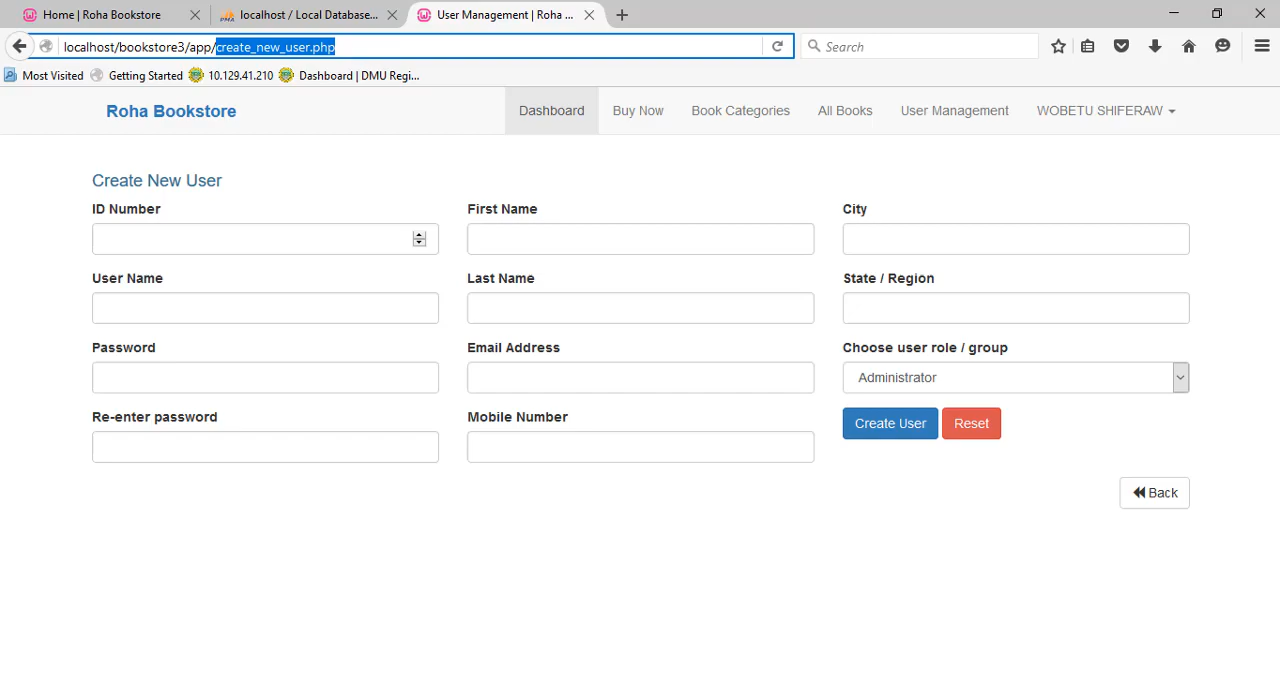 Home | Roha Bookstore
localhost / Local Database...
User Management | Roha ...
localhost/bookstore3/app/create_new_user.php
Search
Most Visited
Getting Started
10.129.41.210
Dashboard | DMU Regi...
Roha Bookstore
Dashboard
Buy Now
Book Categories
All Books
User Management
WOBETU SHIFERAW
Create New User
ID Number
First Name
City
User Name
Last Name
State / Region
Password
Email Address
Choose user role / group
Administrator
Re-enter password
Mobile Number
Create User
Reset
Back